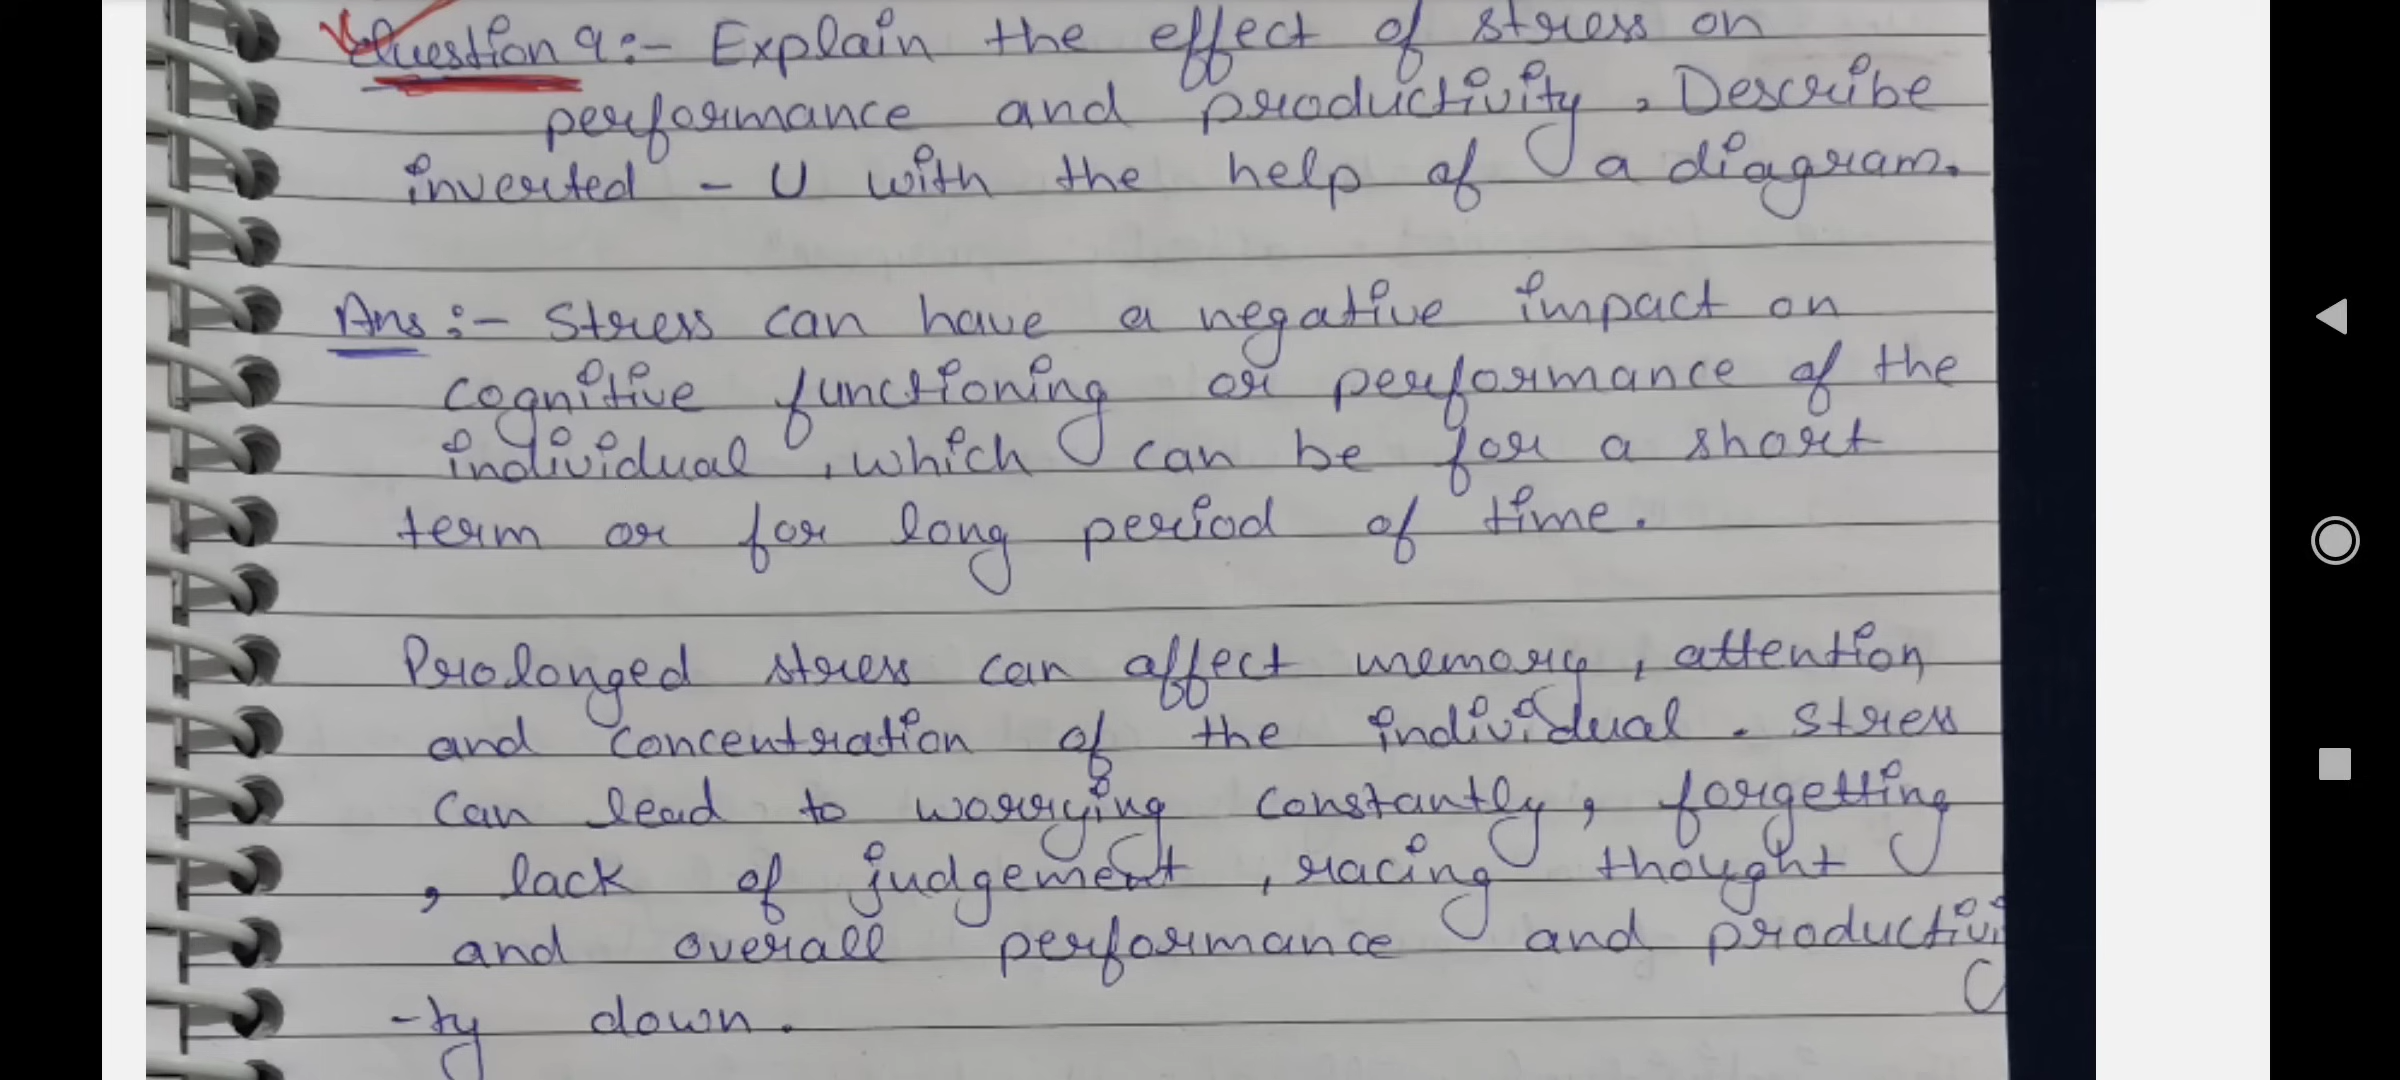 Question 9:- Explain the effect of stress on
performance and productivity, Describe
inverted - U with the help of a diagram.
Ans :- Stress can have a negative impact on
cognitive functioning or performance of the
individual, which can be for a short
term or for long period of time.
Prolonged stress can affect memory, attention
and concentration of the individual. Stress
can lead to worrying constantly, forgetting
, lack of judgement, racing thought
and overall performance and productivi
-ty down.